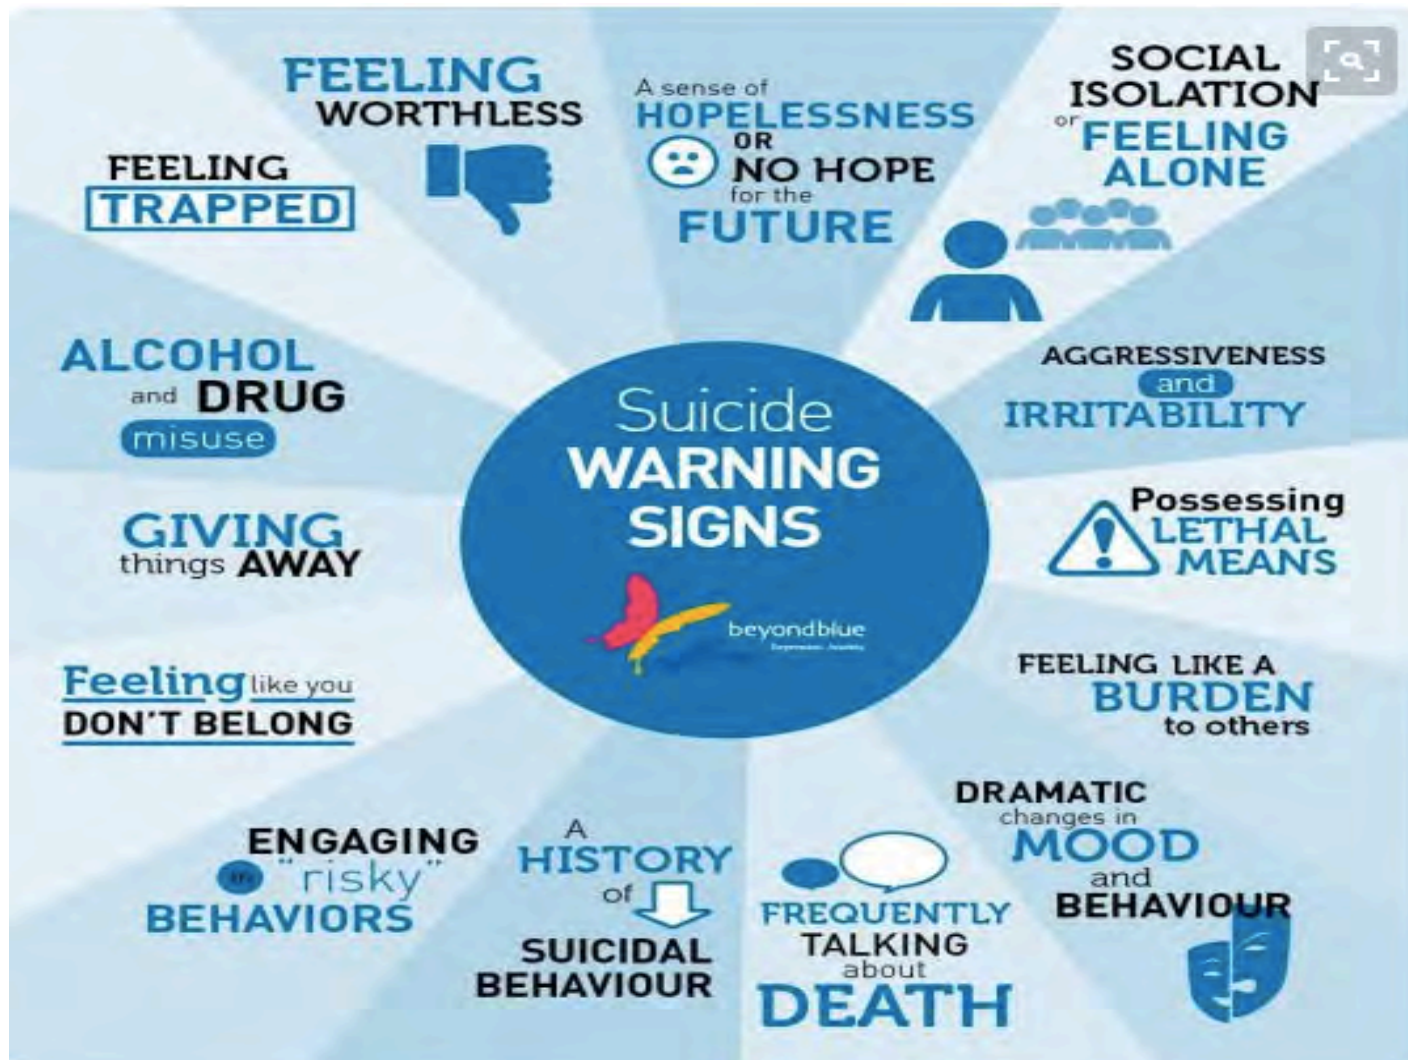 Suicide
WARNING
SIGNS
beyondblue
A sense of
HOPELESSNESS
OR
NO HOPE
for the
FUTURE
SOCIAL
ISOLATION
or FEELING
ALONE
AGGRESSIVENESS
and
IRRITABILITY
Possessing
LETHAL
MEANS
FEELING LIKE A
BURDEN
to others
DRAMATIC
changes in
MOOD
and
BEHAVIOUR
FREQUENTLY
TALKING
about
DEATH
A
HISTORY
of
SUICIDAL
BEHAVIOUR
ENGAGING
"risky"
BEHAVIORS
Feeling like you
DON'T BELONG
GIVING
things AWAY
ALCOHOL
and DRUG
misuse
FEELING
TRAPPED
FEELING
WORTHLESS